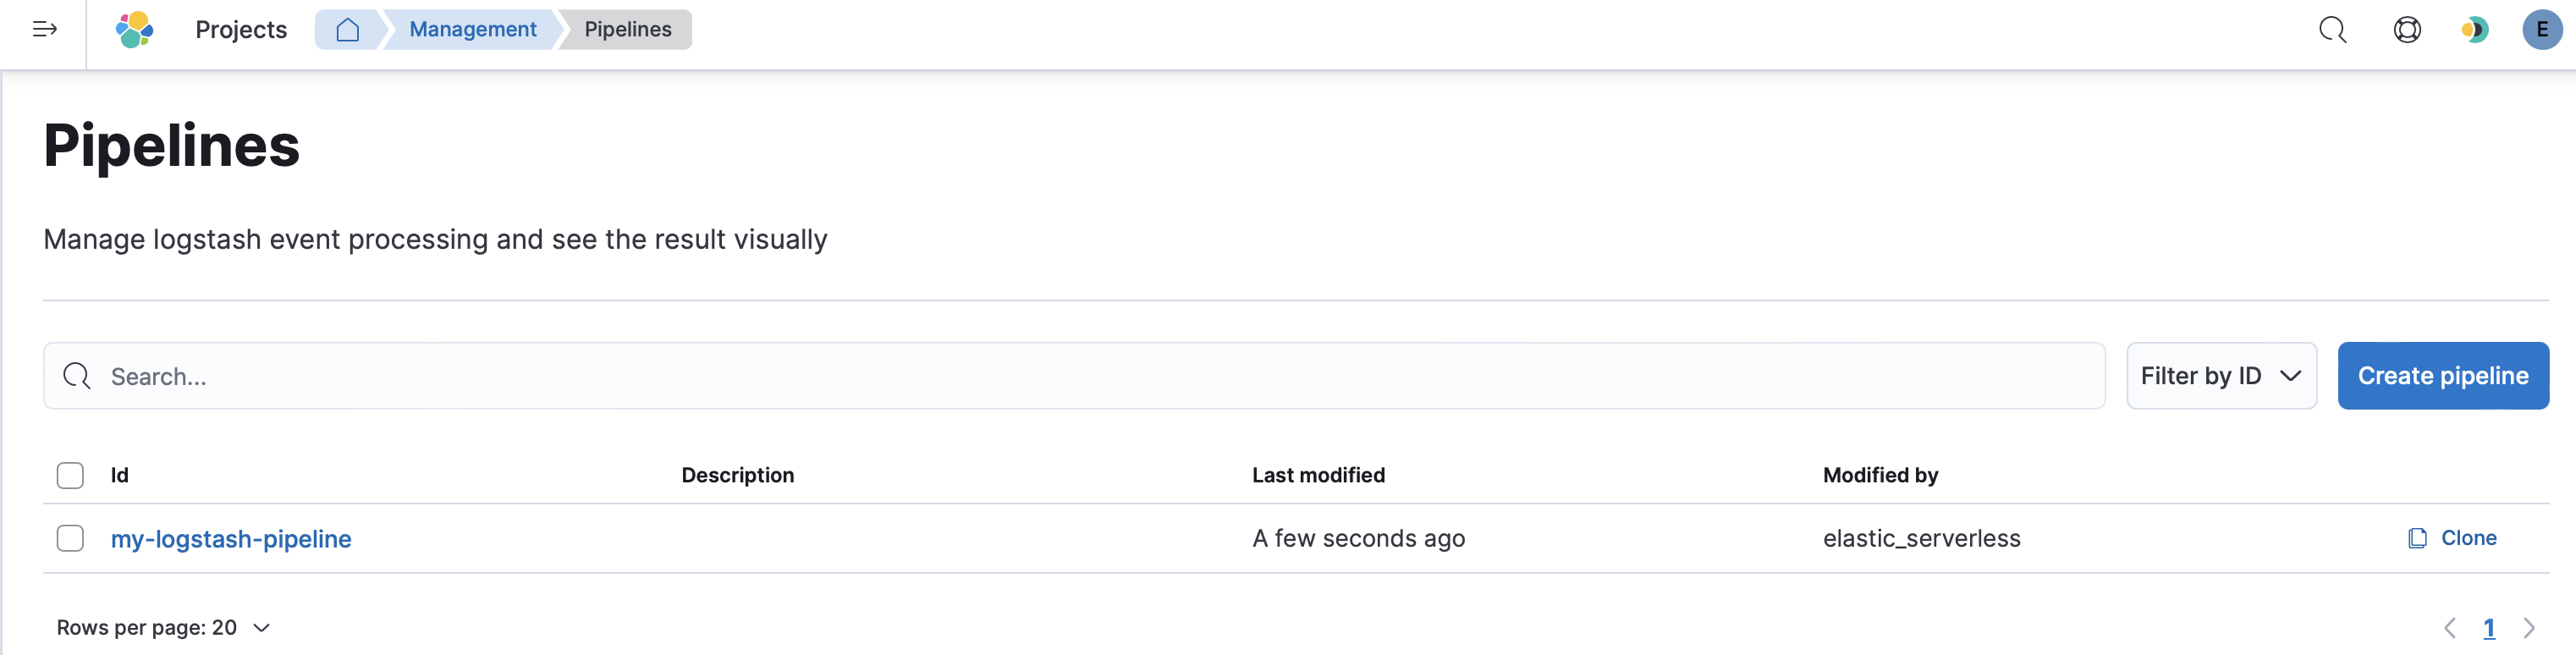 Projects Management Pipelines E
Pipelines
Manage logstash event processing and see the result visually
Search... Filter by ID Create pipeline
Id Description Last modified Modified by
my-logstash-pipeline A few seconds ago elastic_serverless Clone
Rows per page: 20 1